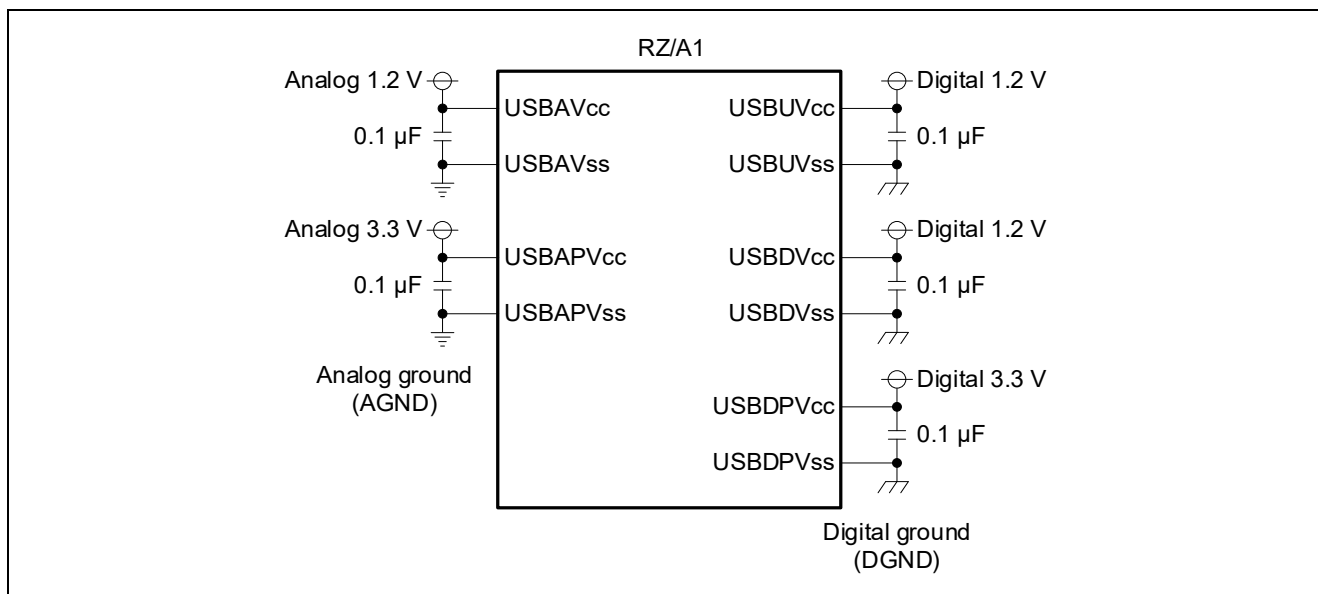 RZ/A1
Analog 1.2 V
USBAVcc
0.1 µF
USBAVss
Analog 3.3 V
USBAPVcc
0.1 µF
USBAPVss
Analog ground
(AGND)
Digital 1.2 V
USBUVcc
0.1 µF
USBUVss
Digital 1.2 V
USBDVcc
0.1 µF
USBDVss
Digital 3.3 V
USBDPVcc
0.1 µF
USBDPVss
Digital ground
(DGND)